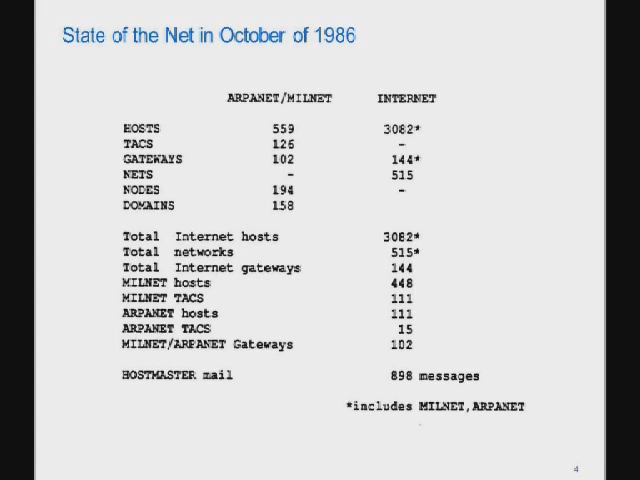 State of the Net in October of 1986
ARPANET/MILNET INTERNET
HOSTS 559 3082*
TACS 126 -
GATEWAYS 102 144*
NETS - 515
NODES 194 -
DOMAINS 158
Total Internet hosts 3082*
Total networks 515*
Total Internet gateways 144
MILNET hosts 448
MILNET TACS 111
ARPANET hosts 111
ARPANET TACS 15
MILNET/ARPANET Gateways 102
HOSTMASTER mail 898 messages
*includes MILNET,ARPANET
4